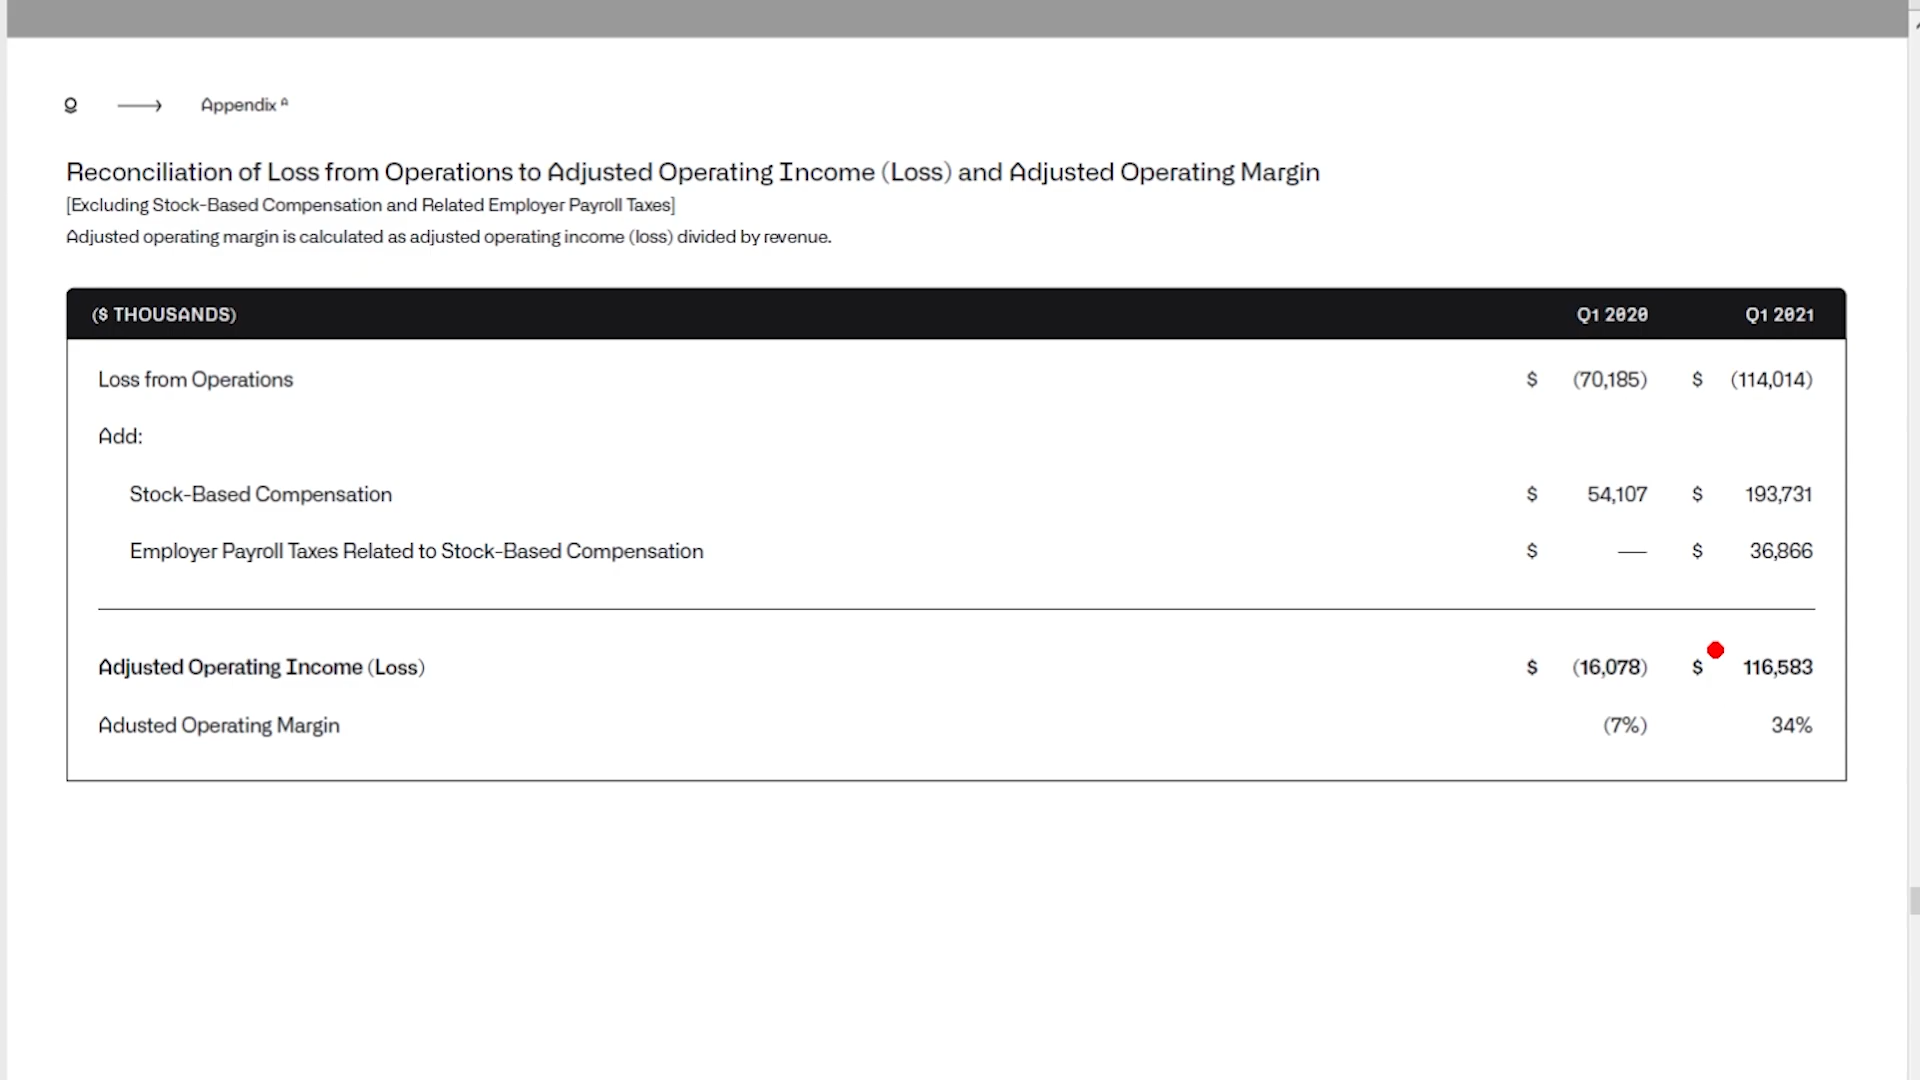 Appendix A
Reconciliation of Loss from Operations to Adjusted Operating Income (Loss) and Adjusted Operating Margin
[Excluding Stock-Based Compensation and Related Employer Payroll Taxes]
Adjusted operating margin is calculated as adjusted operating income (loss) divided by revenue.
($ THOUSANDS) Q1 2020 Q1 2021
Loss from Operations $ (70,185) $ (114,014)
Add:
Stock-Based Compensation $ 54,107 $ 193,731
Employer Payroll Taxes Related to Stock-Based Compensation $ — $ 36,866
Adjusted Operating Income (Loss) $ (16,078) $ 116,583
Adusted Operating Margin (7%) 34%